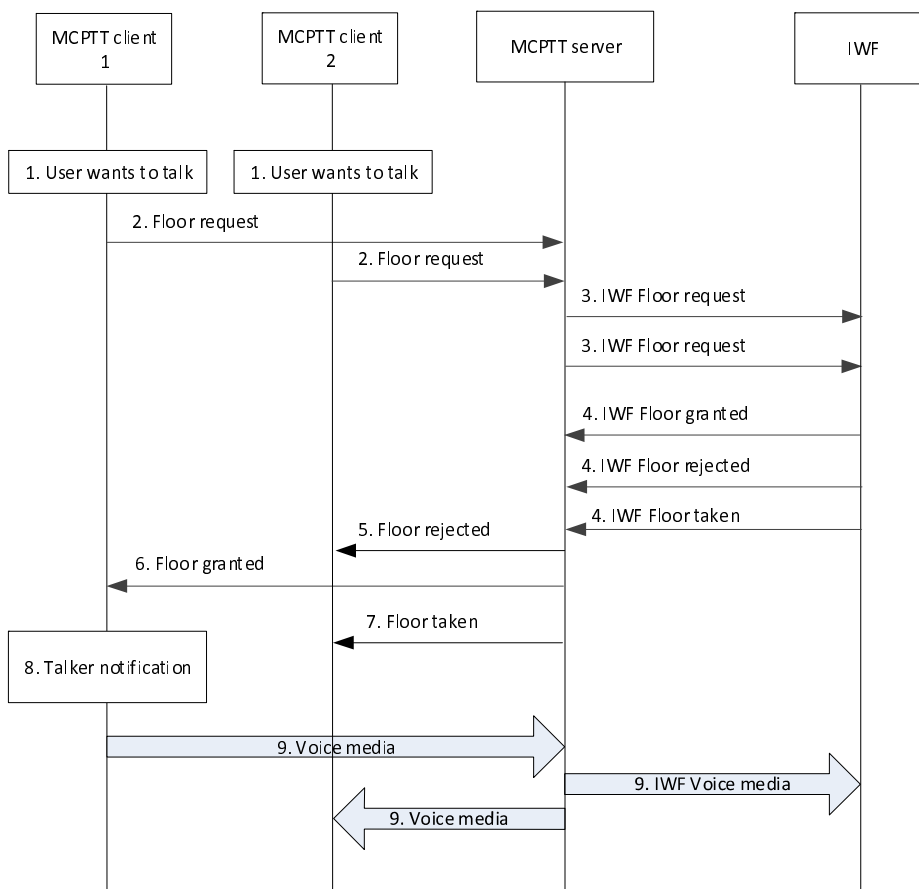 MCPTT client
1
MCPTT client
2
MCPTT server
IWF
1. User wants to talk
1. User wants to talk
2. Floor request
2. Floor request
3. IWF Floor request
3. IWF Floor request
4. IWF Floor granted
4. IWF Floor rejected
4. IWF Floor taken
5. Floor rejected
6. Floor granted
7. Floor taken
8. Talker notification
9. Voice media
9. IWF Voice media
9. Voice media